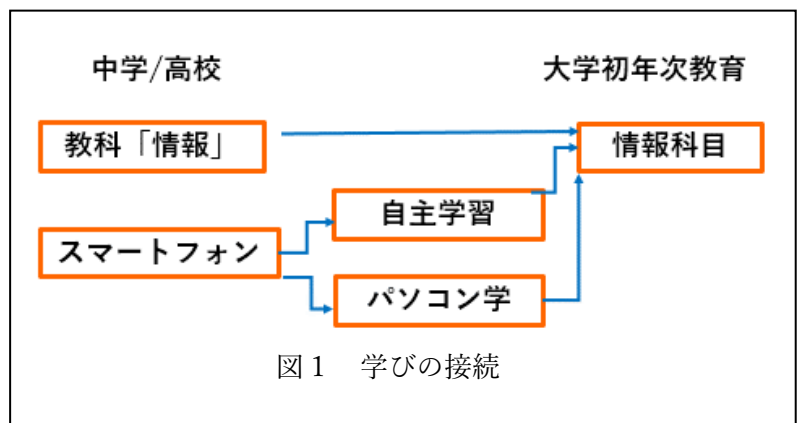 中学/高校
大学初年次教育
教科「情報」
情報科目
自主学習
スマートフォン
パソコン学
図１　学びの接続